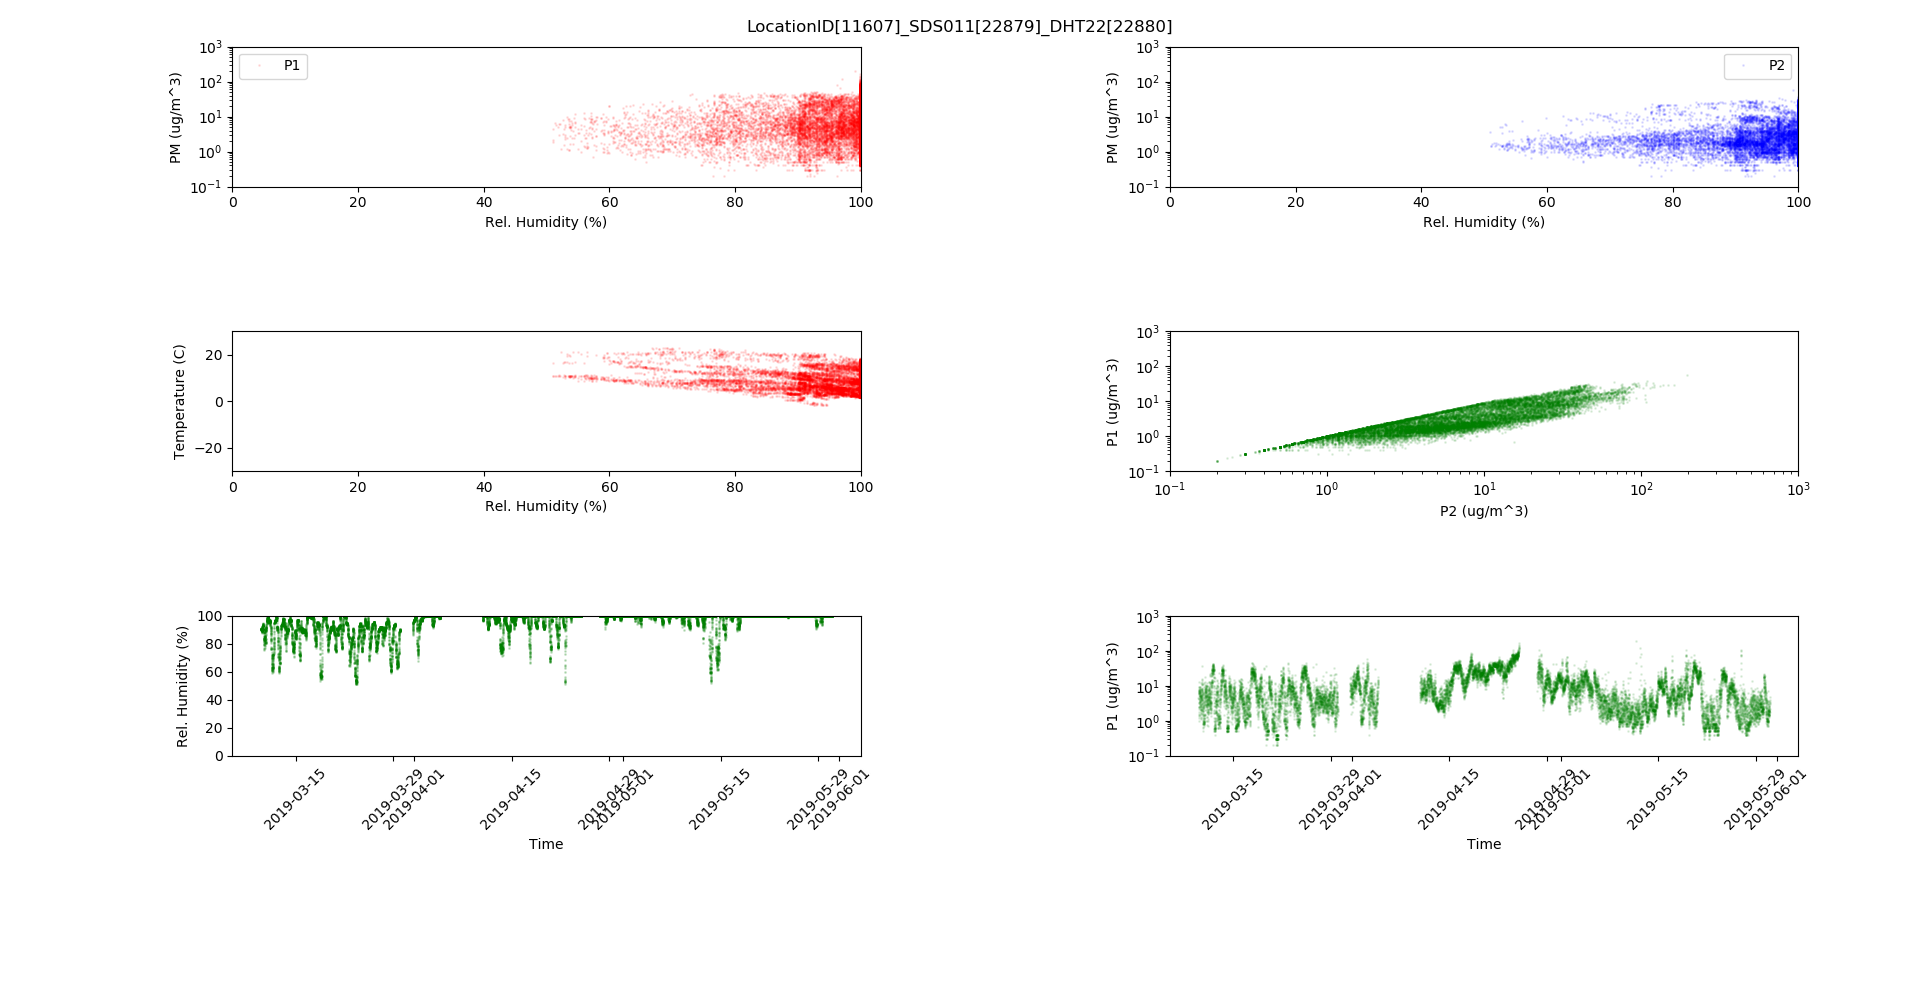 LocationID[11607]_SDS011[22879]_DHT22[22880]
10^3
10^2
10^1
10^0
10^−1
PM (ug/m^3)
P1
0 20 40 60 80 100
Rel. Humidity (%)
10^3
10^2
10^1
10^0
10^−1
PM (ug/m^3)
P2
0 20 40 60 80 100
Rel. Humidity (%)
20
0
−20
Temperature (C)
0 20 40 60 80 100
Rel. Humidity (%)
10^3
10^2
10^1
10^0
10^−1
P1 (ug/m^3)
10^−1 10^0 10^1 10^2 10^3
P2 (ug/m^3)
100
80
60
40
20
0
Rel. Humidity (%)
2019-03-15
2019-03-29
2019-04-01
2019-04-15
2019-04-29
2019-05-01
2019-05-15
2019-05-29
2019-06-01
Time
10^3
10^2
10^1
10^0
10^−1
P1 (ug/m^3)
2019-03-15
2019-03-29
2019-04-01
2019-04-15
2019-04-29
2019-05-01
2019-05-15
2019-05-29
2019-06-01
Time